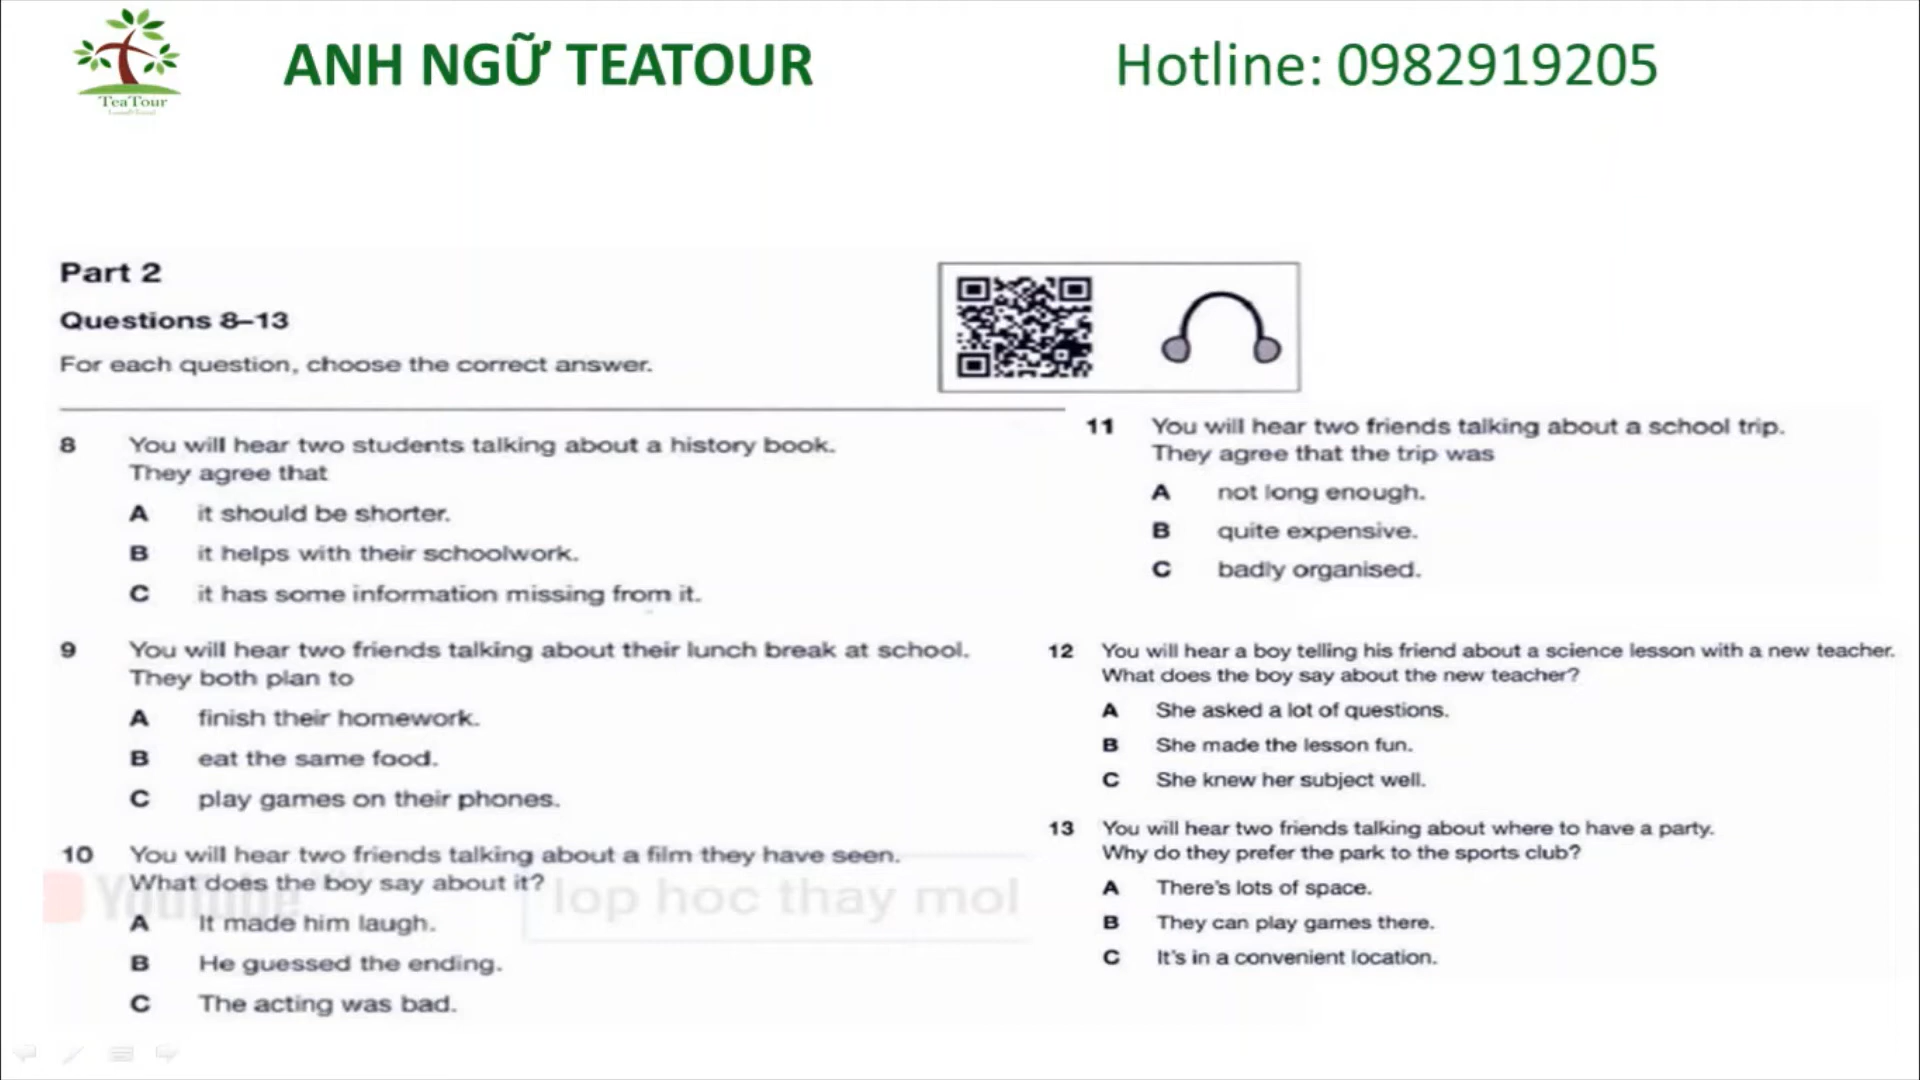 TeaTour
ANH NGỮ TEATOUR
Hotline: 0982919205
Part 2
Questions 8–13
For each question, choose the correct answer.
8 You will hear two students talking about a history book.
They agree that
A it should be shorter.
B it helps with their schoolwork.
C it has some information missing from it.
9 You will hear two friends talking about their lunch break at school.
They both plan to
A finish their homework.
B eat the same food.
C play games on their phones.
10 You will hear two friends talking about a film they have seen.
What does the boy say about it?
A It made him laugh.
B He guessed the ending.
C The acting was bad.
YouTube
lop hoc thay mol
11 You will hear two friends talking about a school trip.
They agree that the trip was
A not long enough.
B quite expensive.
C badly organised.
12 You will hear a boy telling his friend about a science lesson with a new teacher.
What does the boy say about the new teacher?
A She asked a lot of questions.
B She made the lesson fun.
C She knew her subject well.
13 You will hear two friends talking about where to have a party.
Why do they prefer the park to the sports club?
A There's lots of space.
B They can play games there.
C It's in a convenient location.